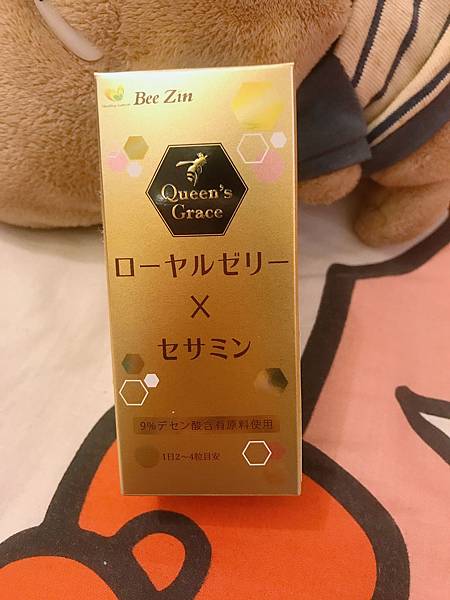 Bee Zin
Queen's
Grace
ローヤルゼリー
×
セサミン
9%デセン酸含有原料使用
1日2～4粒目安